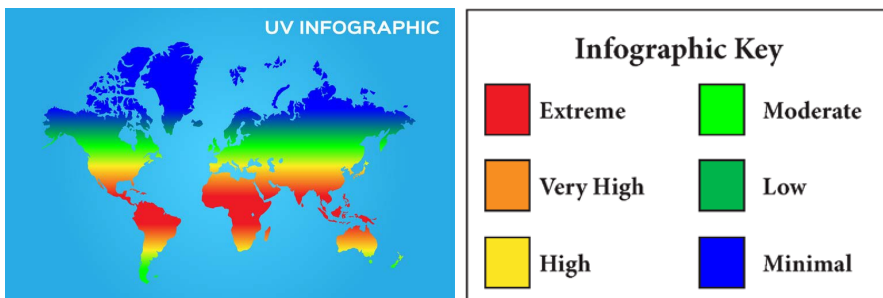 UV INFOGRAPHIC
Infographic Key
Extreme
Moderate
Very High
Low
High
Minimal